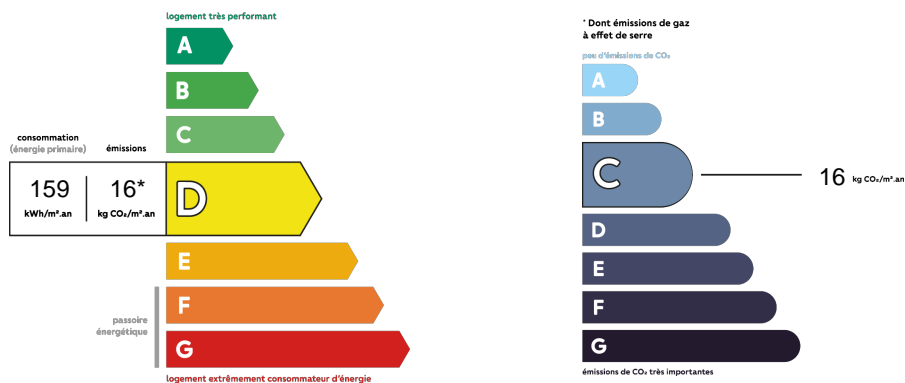 logement très performant
A
B
C
consommation
(énergie primaire)
émissions
159
kWh/m².an
16*
kg CO₂/m².an
D
E
F
G
passoire
énergétique
logement extrêmement consommateur d'énergie
* Dont émissions de gaz
à effet de serre
peu d'émissions de CO₂
A
B
C
16 kg CO₂/m².an
D
E
F
G
émissions de CO₂ très importantes